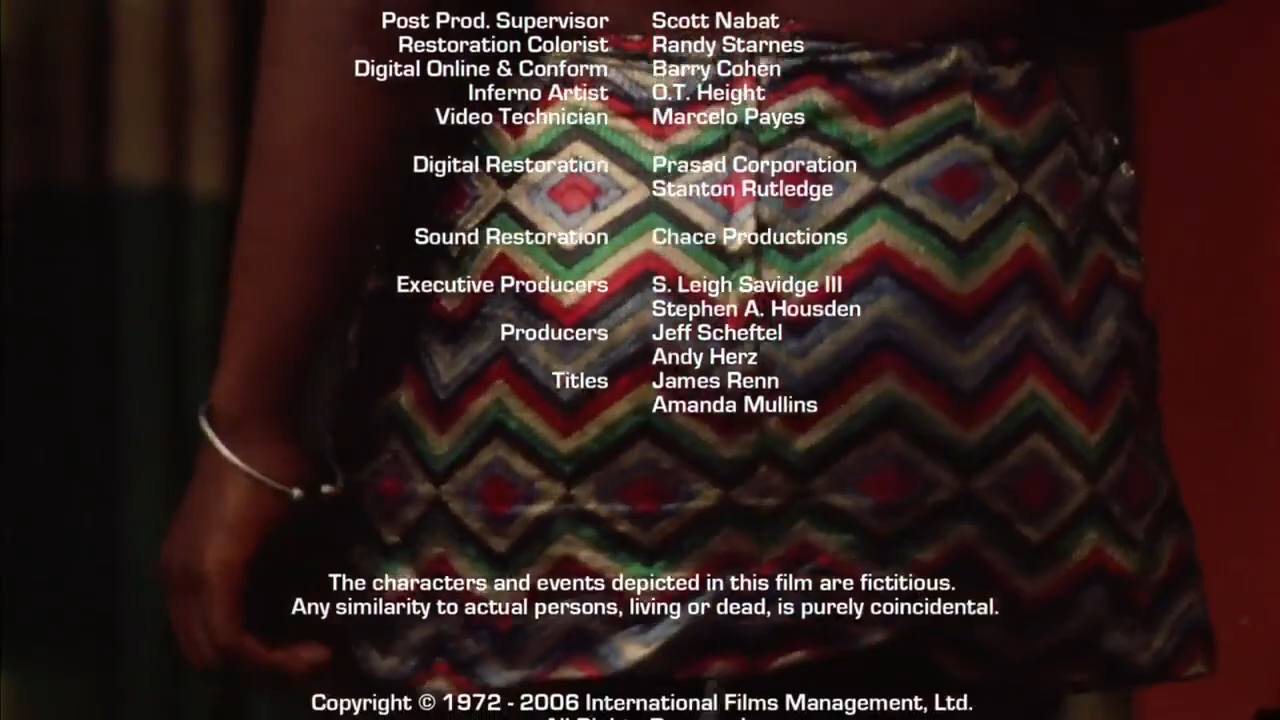 Post Prod. Supervisor Scott Nabat
Restoration Colorist Randy Starnes
Digital Online & Conform Barry Cohen
Inferno Artist O.T. Height
Video Technician Marcelo Payes
Digital Restoration Prasad Corporation
Stanton Rutledge
Sound Restoration Chace Productions
Executive Producers S. Leigh Savidge III
Stephen A. Housden
Producers Jeff Scheftel
Andy Herz
Titles James Renn
Amanda Mullins
The characters and events depicted in this film are fictitious.
Any similarity to actual persons, living or dead, is purely coincidental.
Copyright © 1972 - 2006 International Films Management, Ltd.